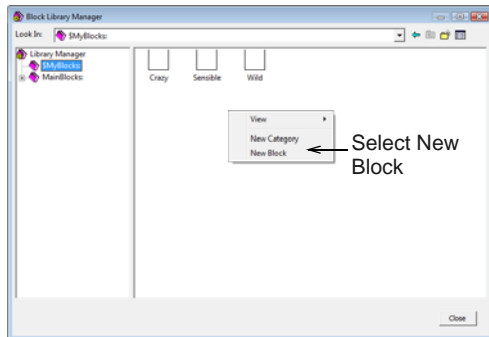 Block Library Manager
Look In: $MyBlocks:
Library Manager
$MyBlocks:
MainBlocks:
Crazy Sensible Wild
View
New Category
New Block
Select New
Block
Close